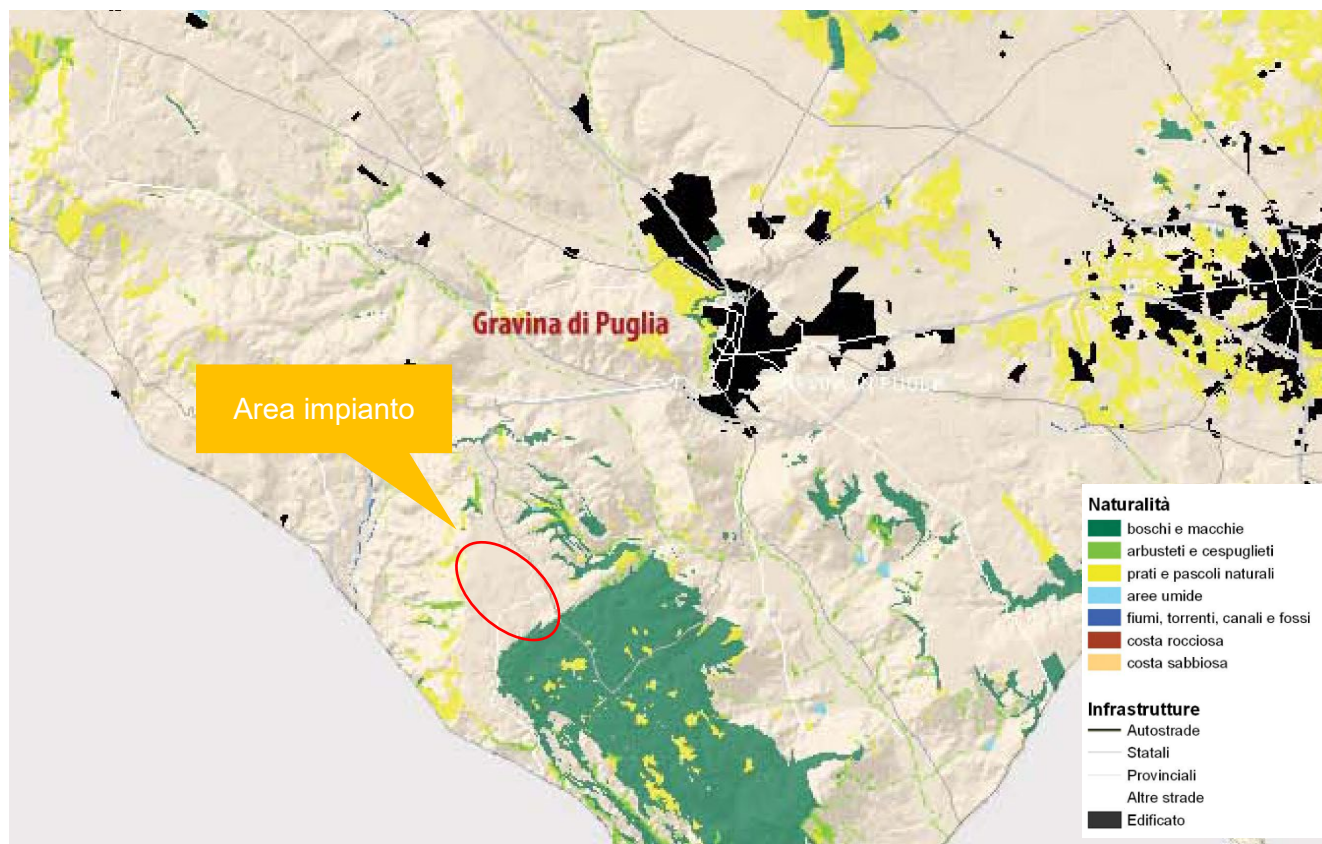 Gravina di Puglia
Area impianto
Naturalità
boschi e macchie
arbusteti e cespuglieti
prati e pascoli naturali
aree umide
fiumi, torrenti, canali e fossi
costa rocciosa
costa sabbiosa
Infrastrutture
Autostrade
Statali
Provinciali
Altre strade
Edificato